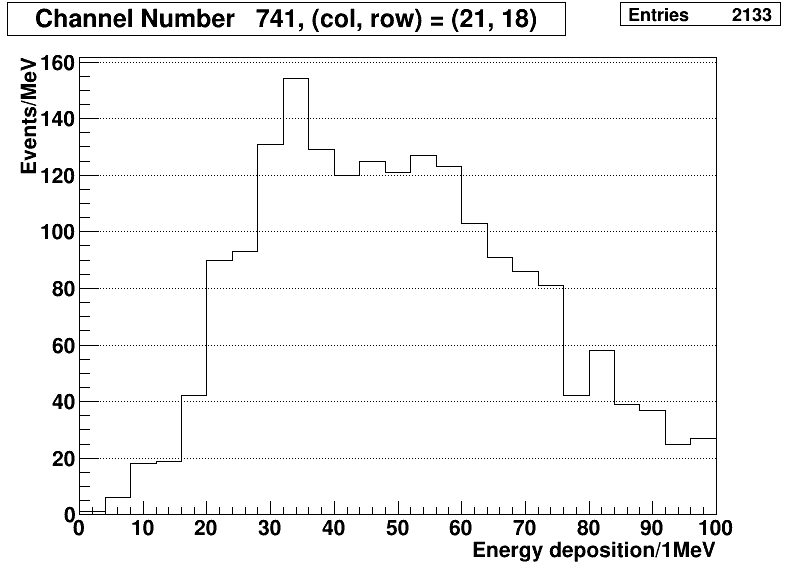 Channel Number 741, (col, row) = (21, 18)
Entries 2133
Events/MeV
160
140
120
100
80
60
40
20
0
0 10 20 30 40 50 60 70 80 90 100
Energy deposition/1MeV